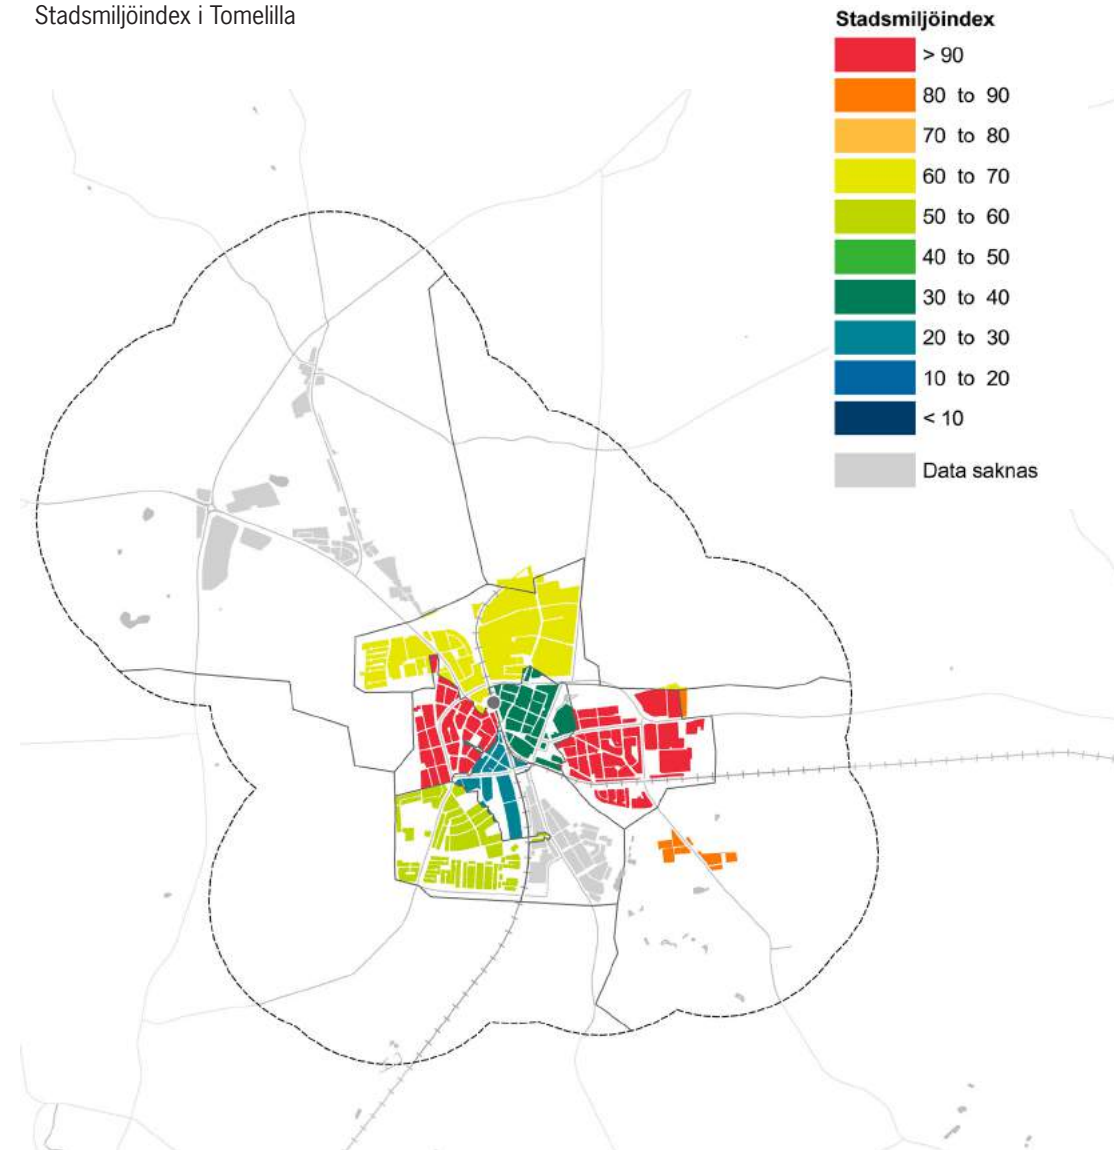 Stadsmiljöindex i Tomelilla
Stadsmiljöindex
> 90
80 to 90
70 to 80
60 to 70
50 to 60
40 to 50
30 to 40
20 to 30
10 to 20
< 10
Data saknas